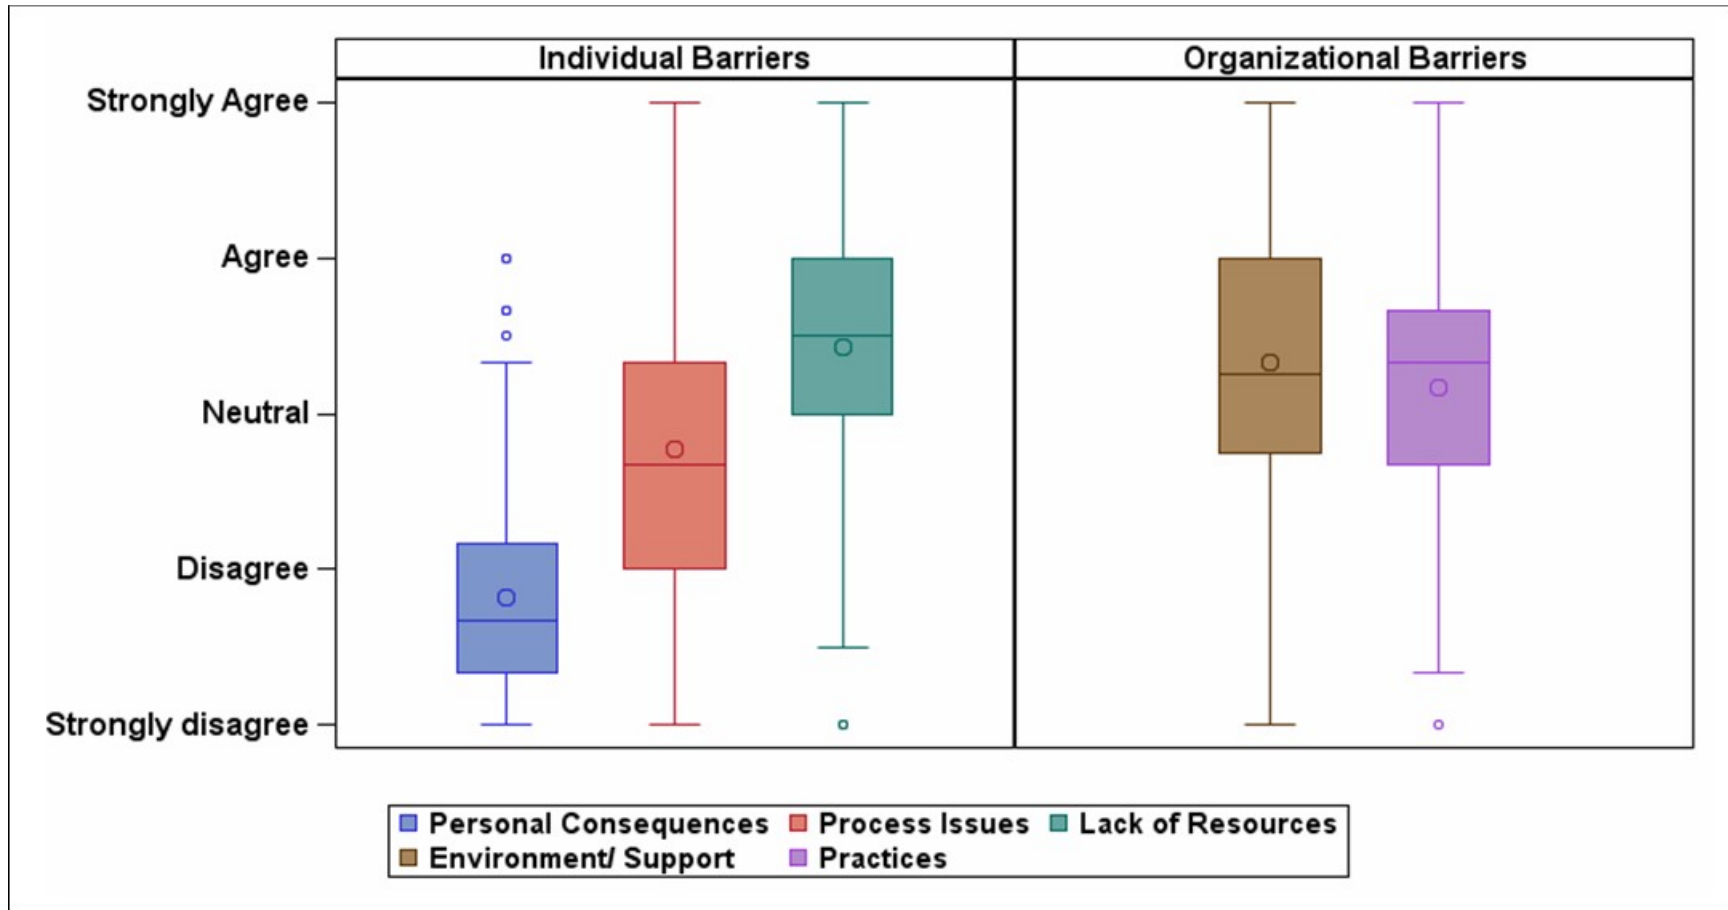 Individual Barriers
Organizational Barriers
Strongly Agree
Agree
Neutral
Disagree
Strongly disagree
Personal Consequences
Process Issues
Lack of Resources
Environment/ Support
Practices